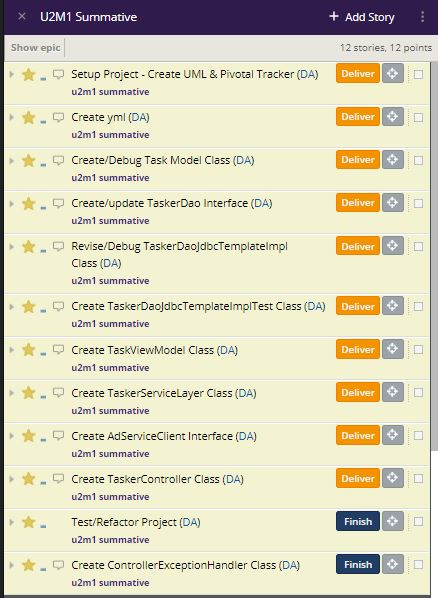 × U2M1 Summative + Add Story
Show epic 12 stories, 12 points
Setup Project - Create UML & Pivotal Tracker (DA) Deliver
u2m1 summative
Create yml (DA) Deliver
u2m1 summative
Create/Debug Task Model Class (DA) Deliver
u2m1 summative
Create/update TaskerDao Interface (DA) Deliver
u2m1 summative
Revise/Debug TaskerDaoJdbcTemplateImpl Deliver
Class (DA)
u2m1 summative
Create TaskerDaoJdbcTemplateImplTest Class (DA) Deliver
u2m1 summative
Create TaskViewModel Class (DA) Deliver
u2m1 summative
Create TaskerServiceLayer Class (DA) Deliver
u2m1 summative
Create AdServiceClient Interface (DA) Deliver
u2m1 summative
Create TaskerController Class (DA) Deliver
u2m1 summative
Test/Refactor Project (DA) Finish
u2m1 summative
Create ControllerExceptionHandler Class (DA) Finish
u2m1 summative